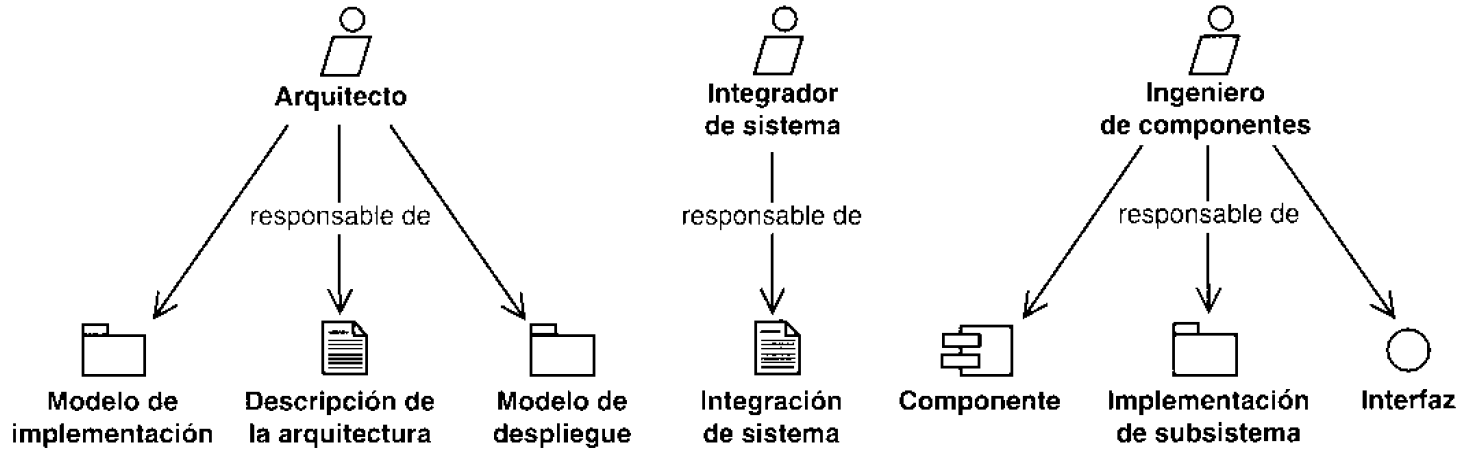 Arquitecto
Integrador
de sistema
Ingeniero
de componentes
responsable de
responsable de
responsable de
Modelo de
implementación
Descripción de
la arquitectura
Modelo de
despliegue
Integración
de sistema
Componente
Implementación
de subsistema
Interfaz